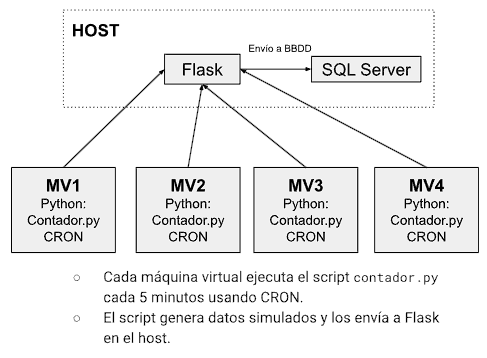 HOST
Envío a BBDD
Flask
SQL Server
MV1
Python:
Contador.py
CRON
MV2
Python:
Contador.py
CRON
MV3
Python:
Contador.py
CRON
MV4
Python:
Contador.py
CRON
○ Cada máquina virtual ejecuta el script contador.py
cada 5 minutos usando CRON.
○ El script genera datos simulados y los envía a Flask
en el host.